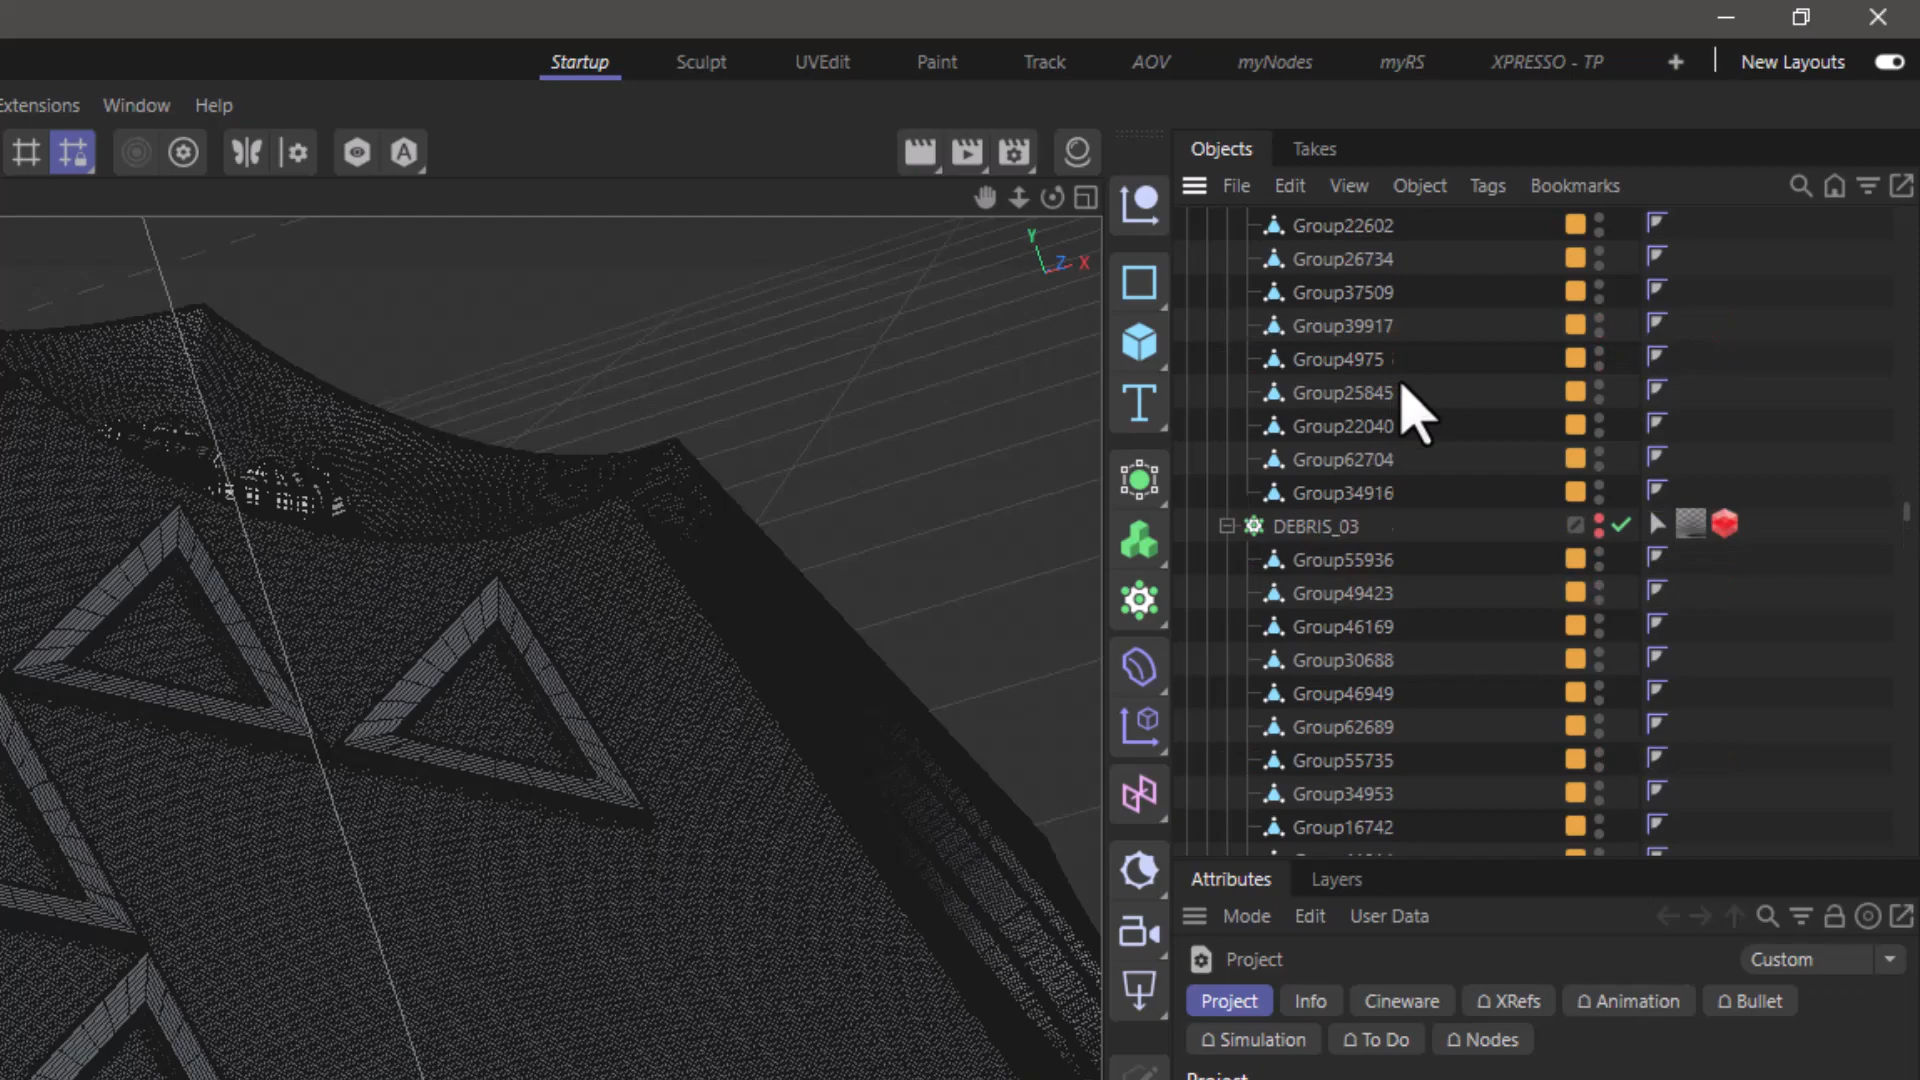 Startup Sculpt UVEdit Paint Track AOV myNodes myRS XPRESSO - TP + New Layouts
Extensions Window Help
Objects Takes
File Edit View Object Tags Bookmarks
Y
Z X
Group22602
Group26734
Group37509
Group39917
Group4975
Group25845
Group22040
Group62704
Group34916
DEBRIS_03
Group55936
Group49423
Group46169
Group30688
Group46949
Group62689
Group55735
Group34953
Group16742
Attributes Layers
Mode Edit User Data
Project Custom
Project Info Cineware XRefs Animation Bullet
Simulation To Do Nodes
Project